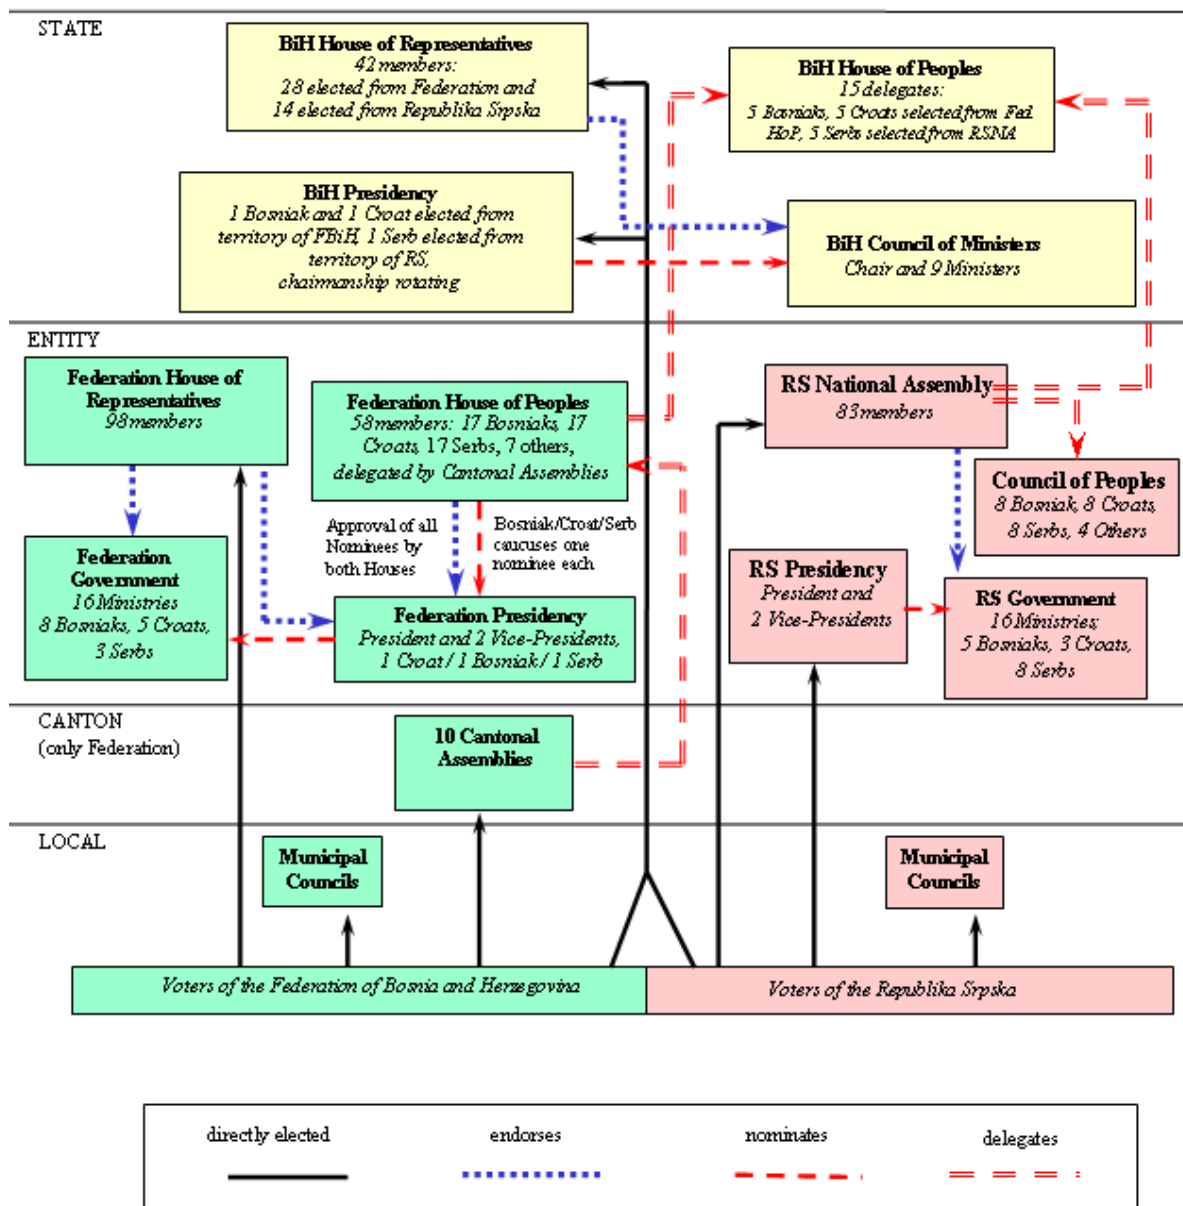 STATE
BiH House of Representatives
42 members:
28 elected from Federation and
14 elected from Republika Srpska
BiH House of Peoples
15 delegates:
5 Bosniaks, 5 Croats selected from Fed
HoP, 5 Serbs selected from RSNA
BiH Presidency
1 Bosniak and 1 Croat elected from
territory of FBiH, 1 Serb elected from
territory of RS,
chairmanship rotating
BiH Council of Ministers
Chair and 9 Ministers
ENTITY
Federation House of
Representatives
98 members
Federation House of Peoples
58 members: 17 Bosniaks, 17
Croats, 17 Serbs, 7 others,
delegated by Cantonal Assemblies
RS National Assembly
83 members
Council of Peoples
8 Bosniak, 8 Croats,
8 Serbs, 4 Others
Approval of all
Nominees by
both Houses
Bosniak/Croat/Serb
caucuses one
nominee each
Federation
Government
16 Ministries
8 Bosniaks, 5 Croats,
3 Serbs
Federation Presidency
President and 2 Vice-Presidents,
1 Croat / 1 Bosniak / 1 Serb
RS Presidency
President and
2 Vice-Presidents
RS Government
16 Ministries;
5 Bosniaks, 3 Croats,
8 Serbs
CANTON
(only Federation)
10 Cantonal
Assemblies
LOCAL
Municipal
Councils
Municipal
Councils
Voters of the Federation of Bosnia and Herzegovina
Voters of the Republika Srpska
directly elected
endorses
nominates
delegates